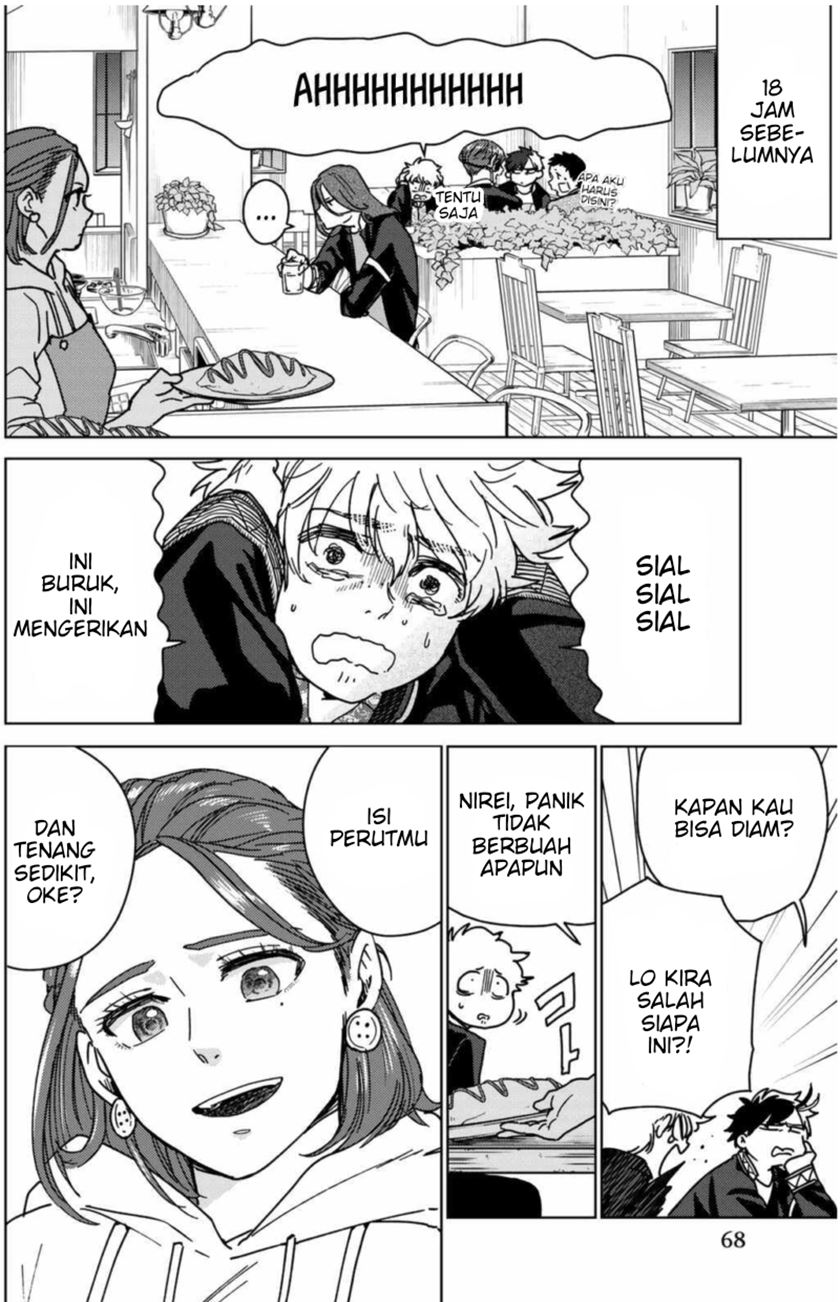 18
JAM
SEBE-
LUMNYA
AHHHHHHHHHHH
APA AKU
HARUS
DISINI?
TENTU
SAJA
...
SIAL
SIAL
SIAL
INI
BURUK,
INI
MENGERIKAN
KAPAN KAU
BISA DIAM?
LO KIRA
SALAH
SIAPA
INI?!
NIREI, PANIK
TIDAK
BERBUAH
APAPUN
コト
ISI
PERUTMU
DAN
TENANG
SEDIKIT,
OKE?
68